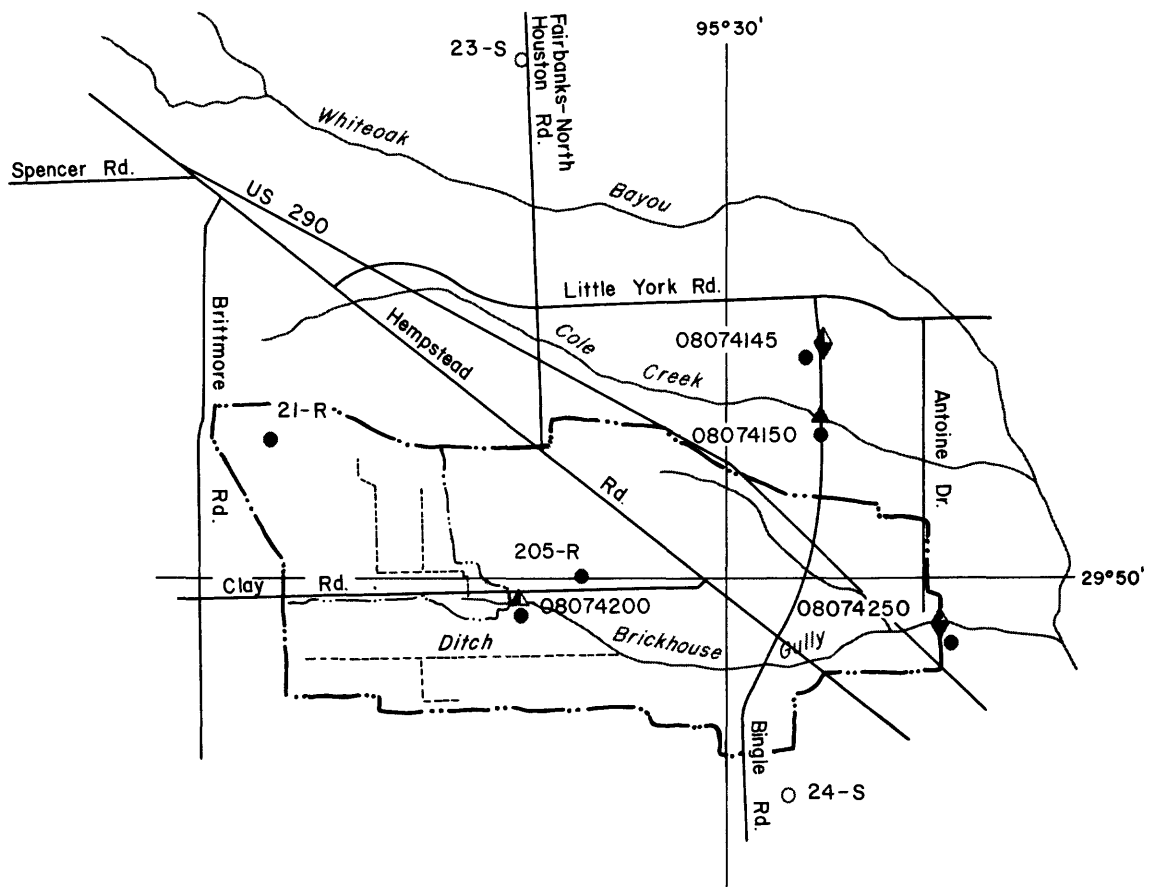 95°30'
23-S
Fairbanks-North
Houston Rd.
Whiteoak
Bayou
Spencer Rd.
US 290
Little York Rd.
Brittmore
Rd.
Hempstead
Rd.
Cole
Creek
08074145
21-R
08074150
Antoine Dr.
205-R
Clay Rd.
29°50'
08074200
08074250
Ditch
Brickhouse
Gully
Bingle Rd.
24-S